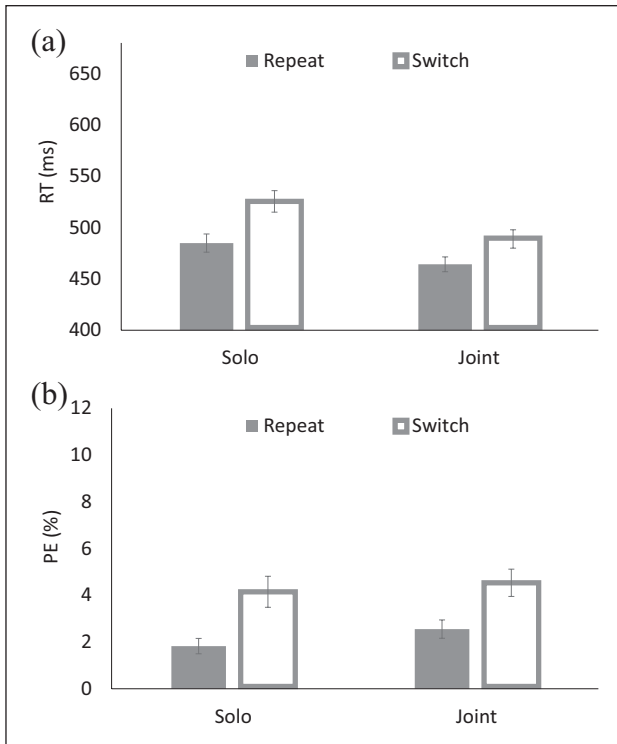 (a)
Repeat Switch
650
600
550
500
450
400
RT (ms)
Solo Joint
(b)
Repeat Switch
12
10
8
6
4
2
0
PE (%)
Solo Joint